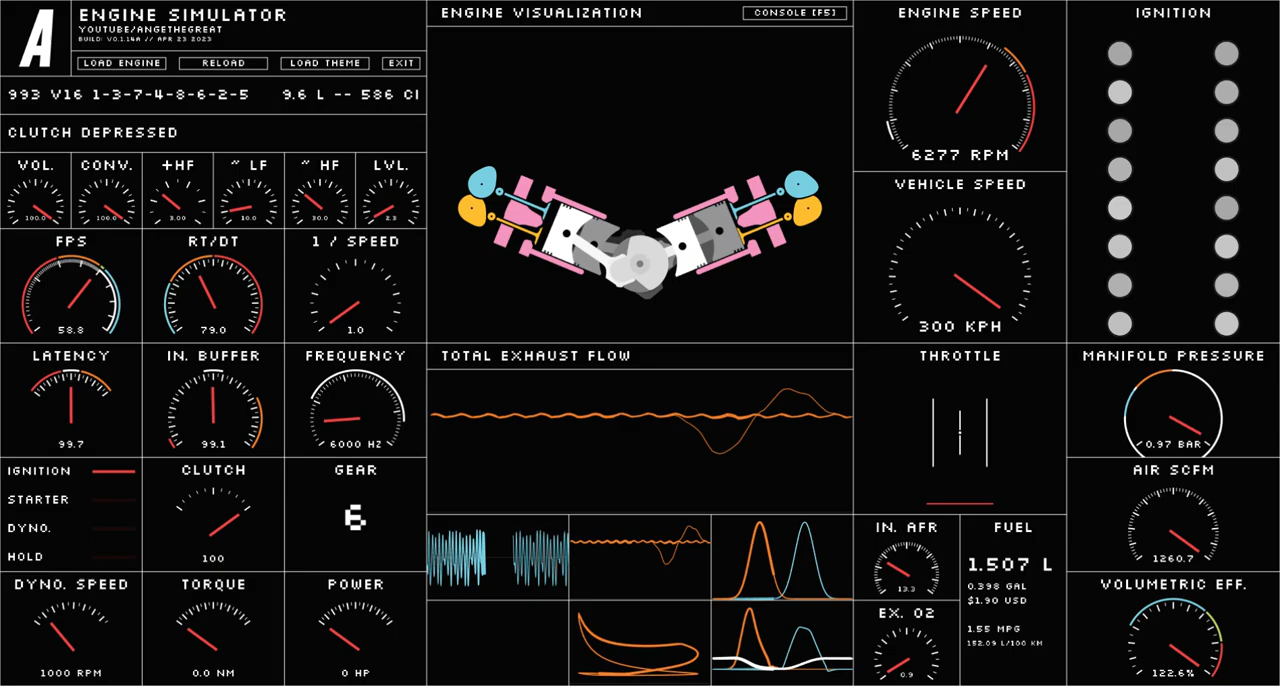 A
ENGINE SIMULATOR
YOUTUBE/ANGETHEGREAT
BUILD: V0.1.14A // APR 23 2023
LOAD ENGINE RELOAD LOAD THEME EXIT
993 V16 1-3-7-4-8-6-2-5 9.6 L -- 586 CI
CLUTCH DEPRESSED
VOL. CONV. +HF ~ LF ~ HF LVL.
100.0 100.0 3.00 10.0 30.0 2.3
FPS RT/DT 1 / SPEED
58.8 79.0 1.0
LATENCY IN. BUFFER FREQUENCY
99.7 99.1 6000 HZ
IGNITION
STARTER
DYNO.
HOLD
CLUTCH
100
GEAR
6
DYNO. SPEED TORQUE POWER
1000 RPM 0.0 NM 0 HP
ENGINE VISUALIZATION CONSOLE [F5]
TOTAL EXHAUST FLOW
ENGINE SPEED
6277 RPM
VEHICLE SPEED
300 KPH
THROTTLE
IN. AFR
13.3
EX. O2
0.9
FUEL
1.507 L
0.398 GAL
$1.90 USD
1.55 MPG
152.09 L/100 KM
IGNITION
MANIFOLD PRESSURE
0.97 BAR
AIR SCFM
1260.7
VOLUMETRIC EFF.
122.6%